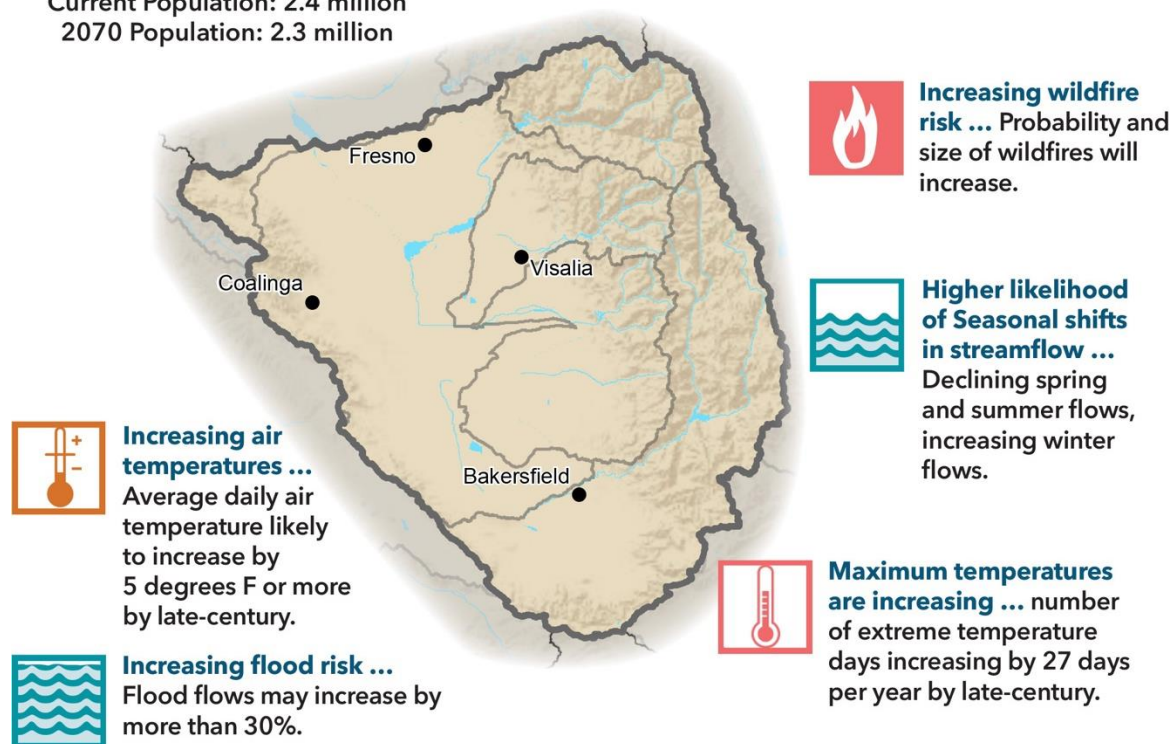 Current Population: 2.4 million
2070 Population: 2.3 million
Fresno
Visalia
Coalinga
Bakersfield
Increasing wildfire
risk ... Probability and
size of wildfires will
increase.
Higher likelihood
of Seasonal shifts
in streamflow ...
Declining spring
and summer flows,
increasing winter
flows.
Increasing air
temperatures ...
Average daily air
temperature likely
to increase by
5 degrees F or more
by late-century.
Maximum temperatures
are increasing ... number
of extreme temperature
days increasing by 27 days
per year by late-century.
Increasing flood risk ...
Flood flows may increase by
more than 30%.